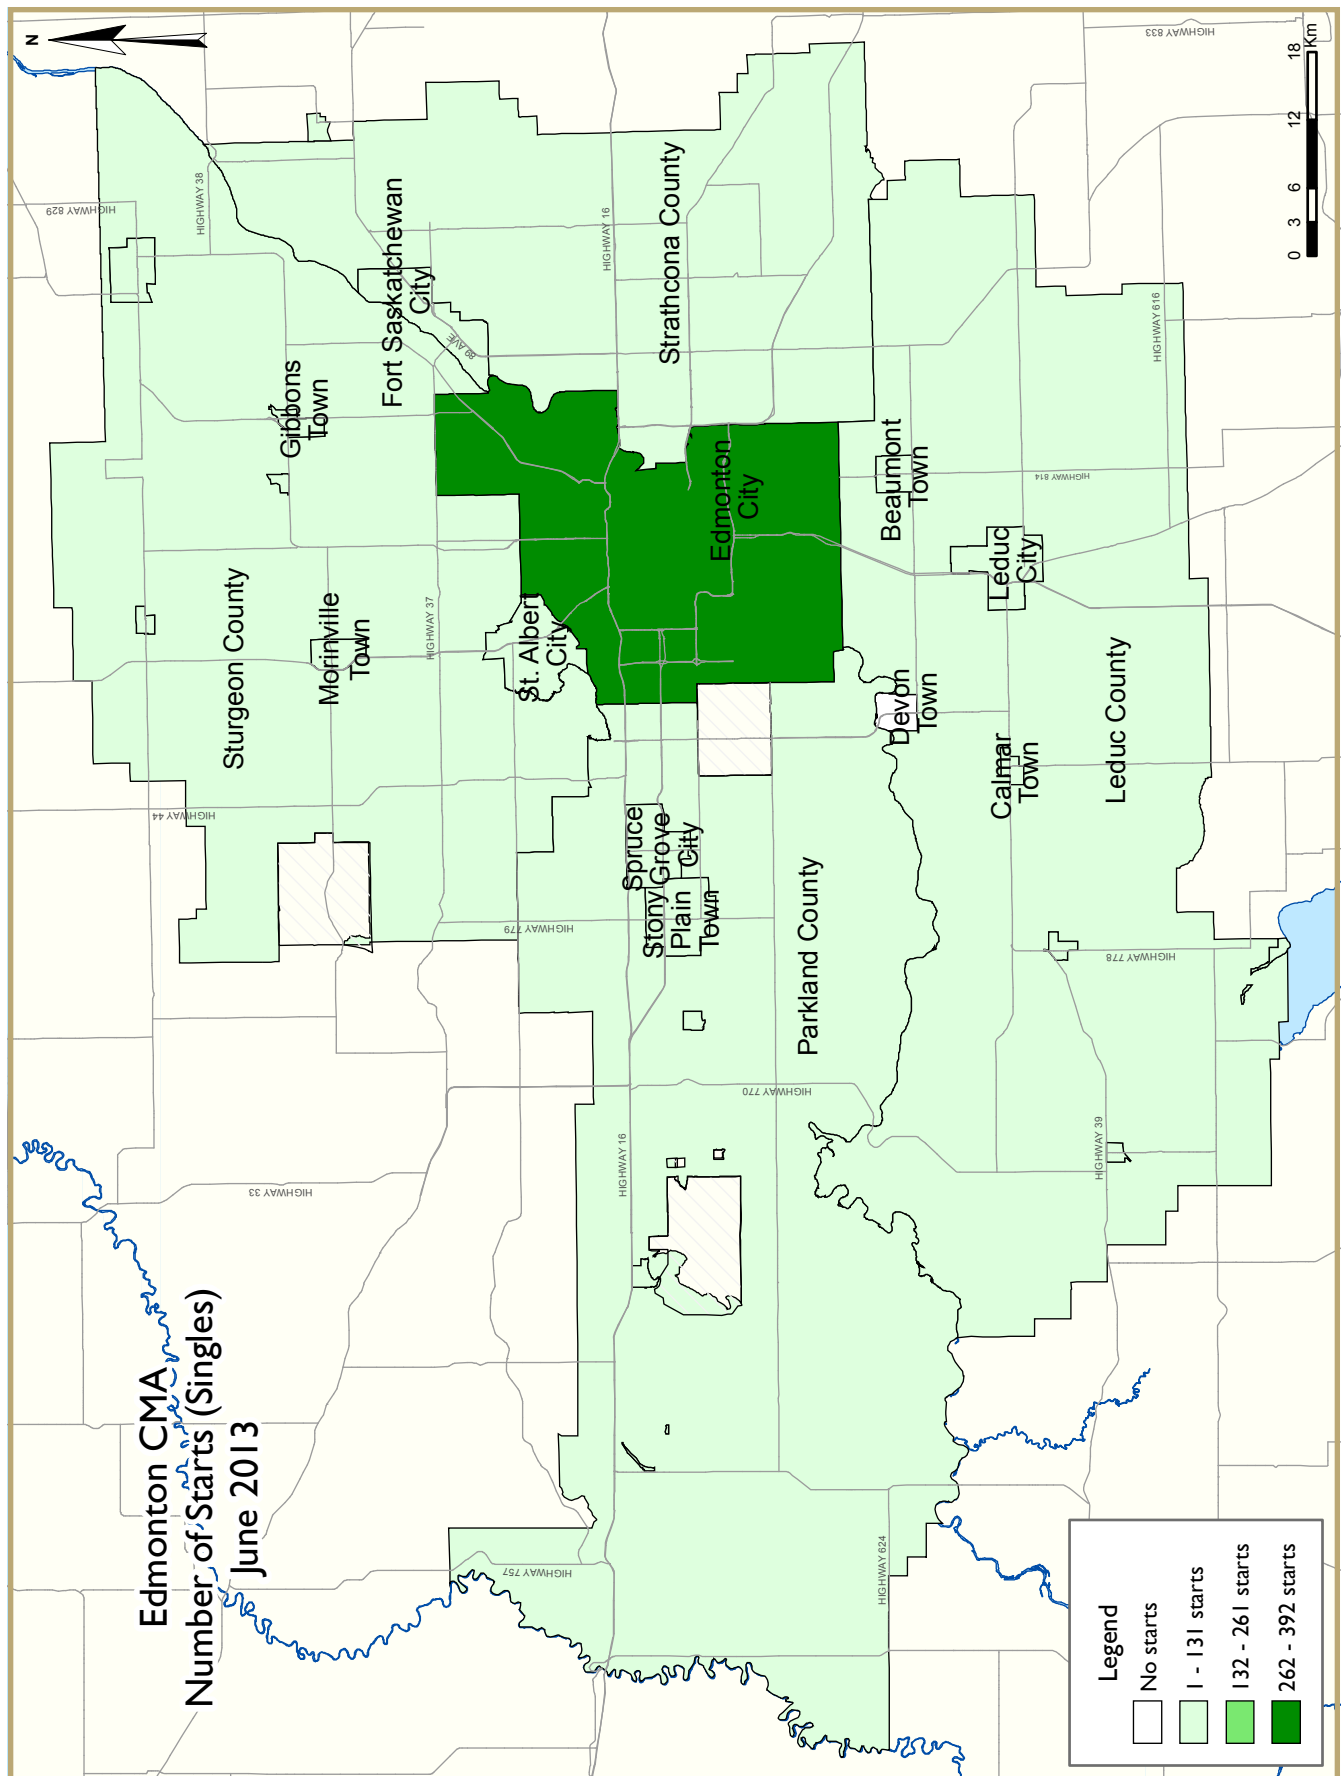 Edmonton CMA
Number of Starts (Singles)
June 2013
N
HIGHWAY 829
HIGHWAY 38
HIGHWAY 833
Fort Saskatchewan
City
89 AVE
Gibbons
Town
HIGHWAY 16
Strathcona County
Sturgeon County
Morinville
Town
HIGHWAY 37
St. Albert
City
Edmonton
City
HIGHWAY 44
HIGHWAY 779
Spruce
Grove
City
Stony
Plain
Town
Beaumont
Town
HIGHWAY 814
HIGHWAY 616
Leduc
City
Devon
Town
Calmar
Town
Leduc County
Parkland County
HIGHWAY 770
HIGHWAY 778
HIGHWAY 39
HIGHWAY 16
HIGHWAY 33
HIGHWAY 757
HIGHWAY 624
Legend
No starts
1 - 131 starts
132 - 261 starts
262 - 392 starts
0 3 6 12 18
Km